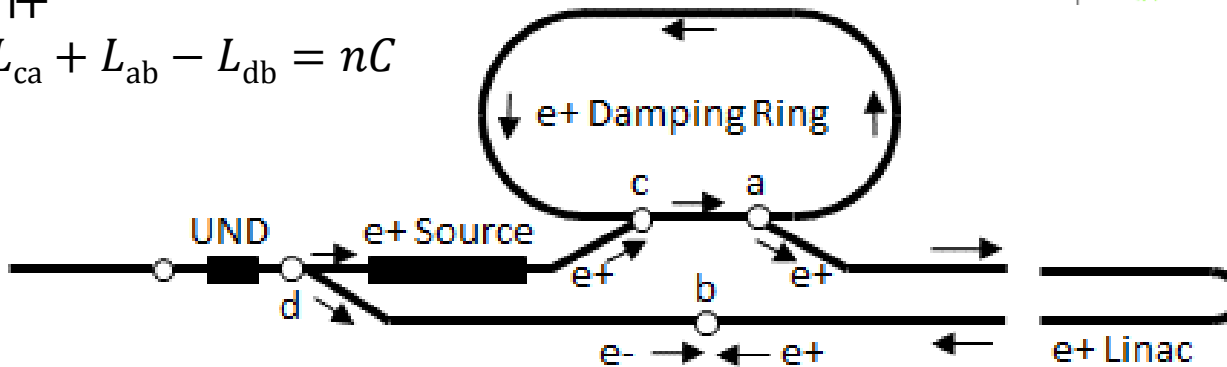 L_ca + L_ab − L_db = nC
e+ Damping Ring
c a
UND e+ Source
e+ e+
d b
e- e+ e+ Linac